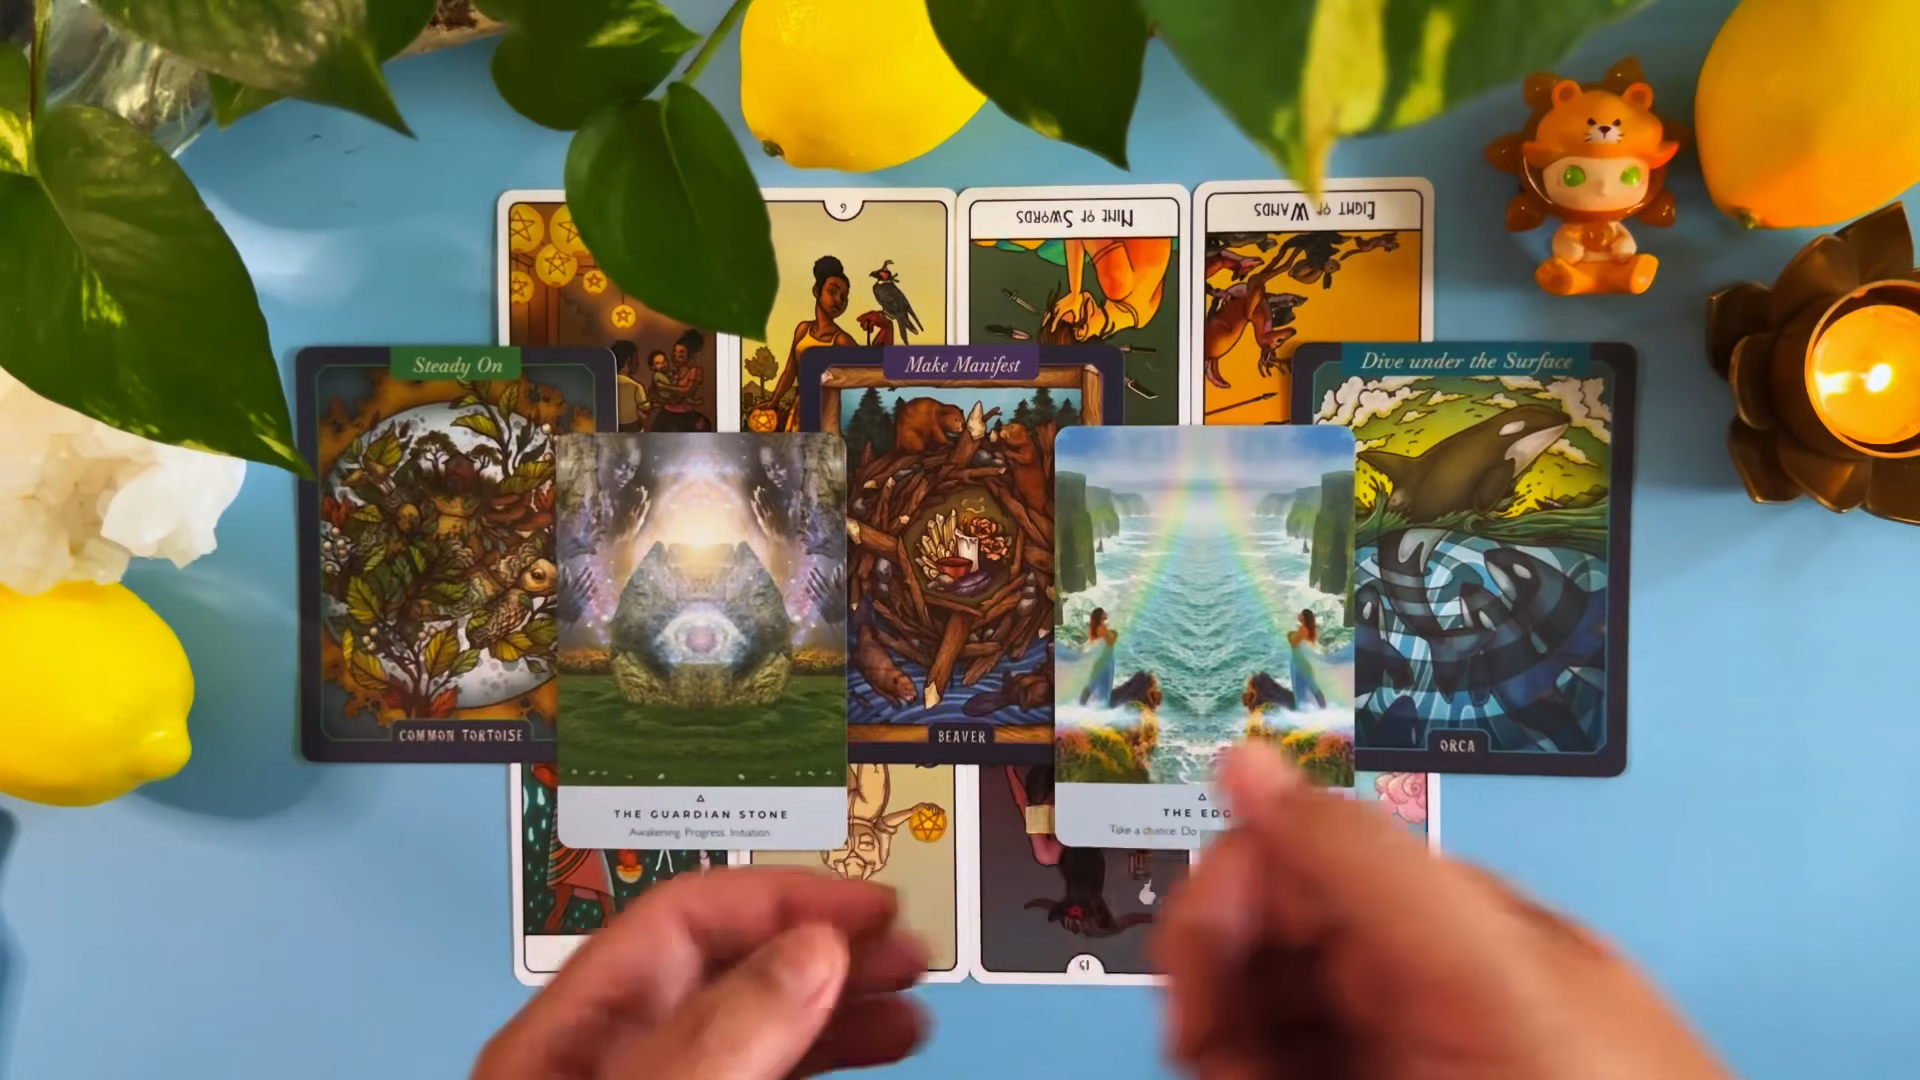 6
NINE OF SWORDS
EIGHT OF WANDS
Steady On
Make Manifest
Dive under the Surface
COMMON TORTOISE
BEAVER
ORCA
THE GUARDIAN STONE
Awakening. Progress. Initiation.
THE EDG
Take a chance. Do
15